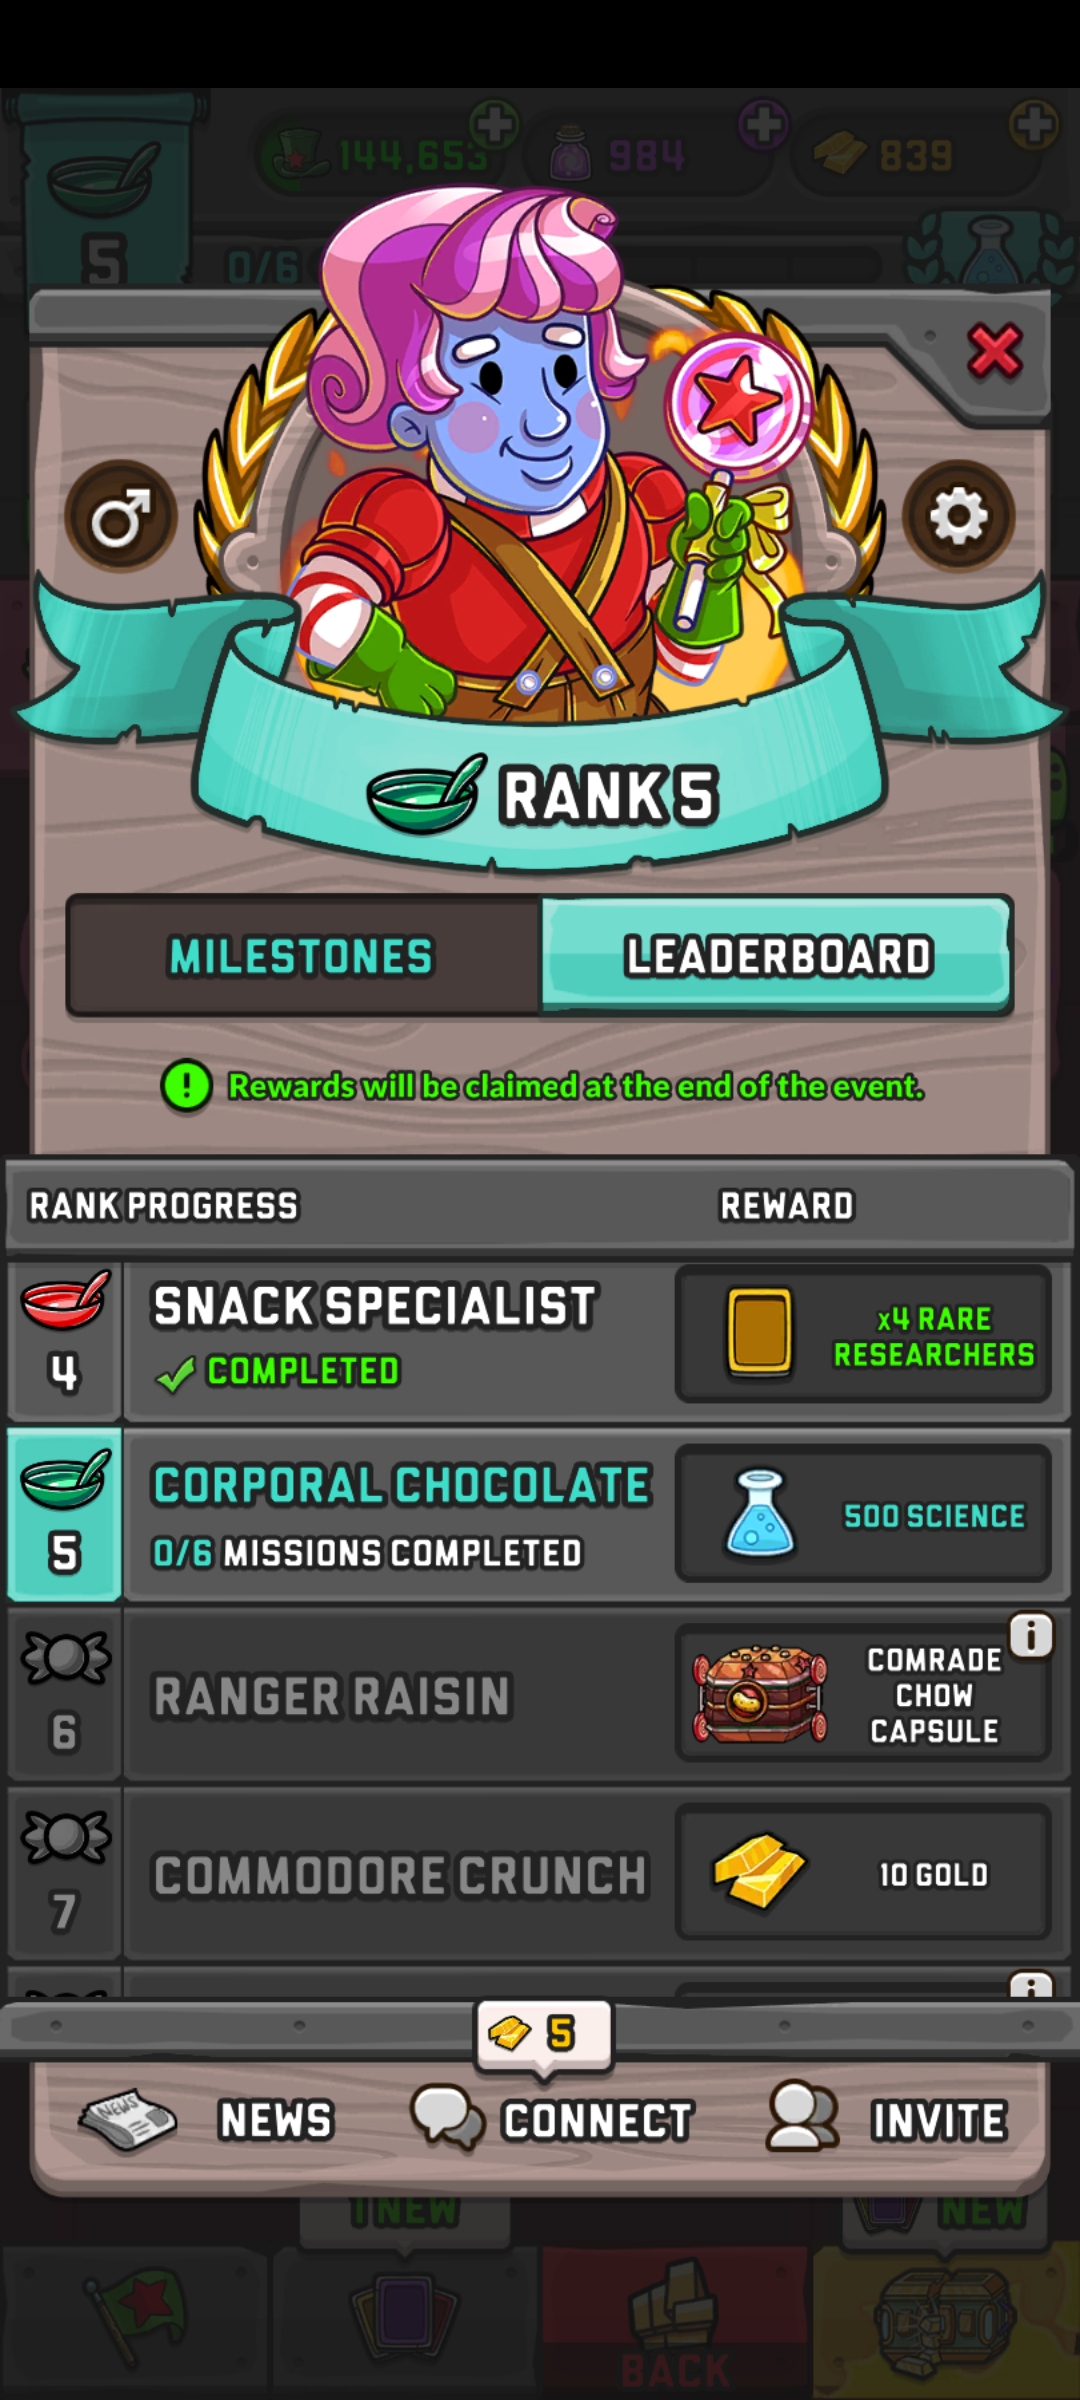 144,653
984
839
5
0/6
RANK 5
MILESTONES
LEADERBOARD
! Rewards will be claimed at the end of the event.
RANK PROGRESS
REWARD
4
SNACK SPECIALIST
COMPLETED
x4 RARE
RESEARCHERS
5
CORPORAL CHOCOLATE
0/6 MISSIONS COMPLETED
500 SCIENCE
6
RANGER RAISIN
COMRADE
CHOW
CAPSULE
i
7
COMMODORE CRUNCH
10 GOLD
i
5
NEWS
NEWS
CONNECT
INVITE
1 NEW
NEW
BACK